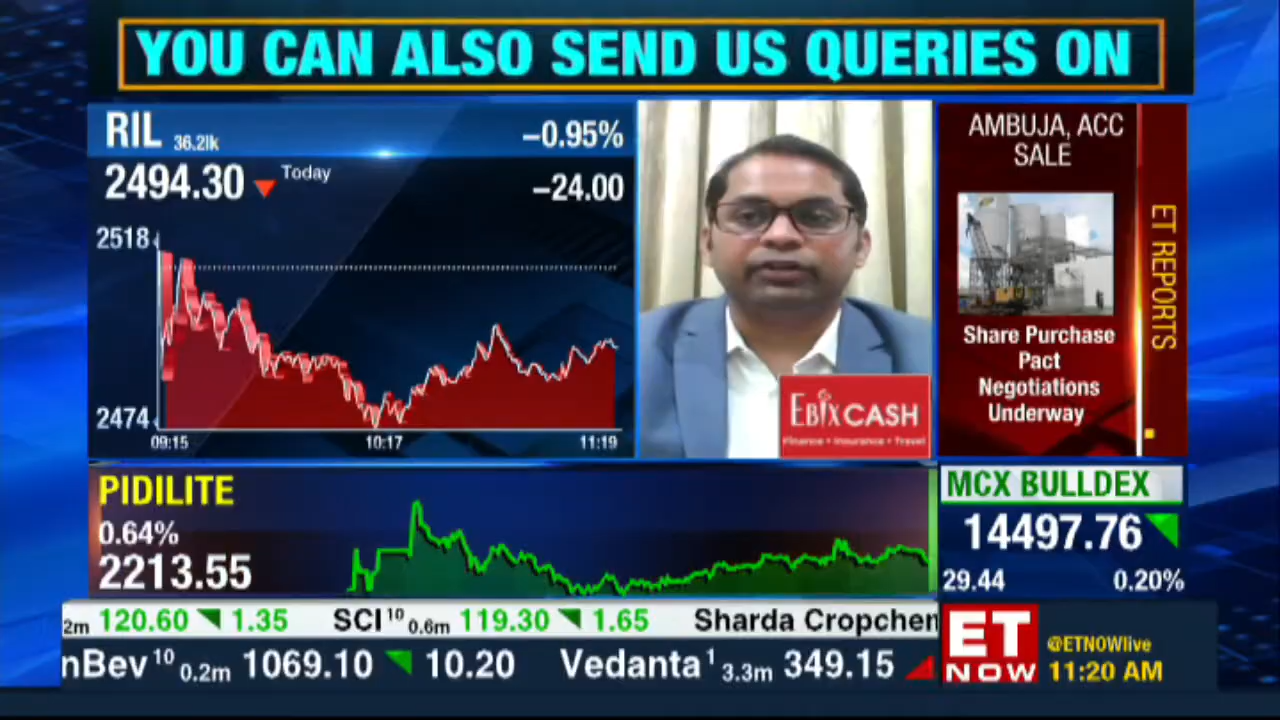 YOU CAN ALSO SEND US QUERIES ON
RIL 36.2lk -0.95%
2494.30 Today -24.00
2518
2474
09:15 10:17 11:19
EbixCASH
Finance • Insurance • Travel
AMBUJA, ACC
SALE
Share Purchase
Pact
Negotiations
Underway
ET REPORTS
PIDILITE
0.64%
2213.55
MCX BULLDEX
14497.76
29.44 0.20%
2m 120.60 1.35 SCI 10 0.6m 119.30 1.65 Sharda Cropchem
nBev 10 0.2m 1069.10 10.20 Vedanta 1 3.3m 349.15
ET
NOW
@ETNOWlive
11:20 AM